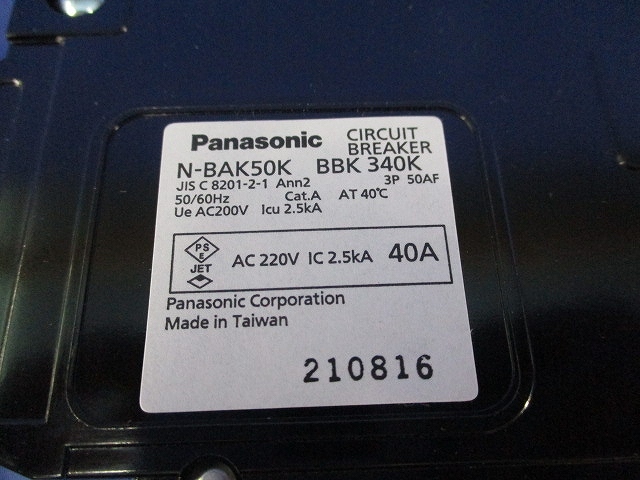 Panasonic CIRCUIT BREAKER
N-BAK50K BBK 340K
JIS C 8201-2-1 Ann2 3P 50AF
50/60Hz Cat.A AT 40℃
Ue AC200V Icu 2.5kA
PS E JET AC 220V IC 2.5kA 40A
Panasonic Corporation
Made in Taiwan
210816